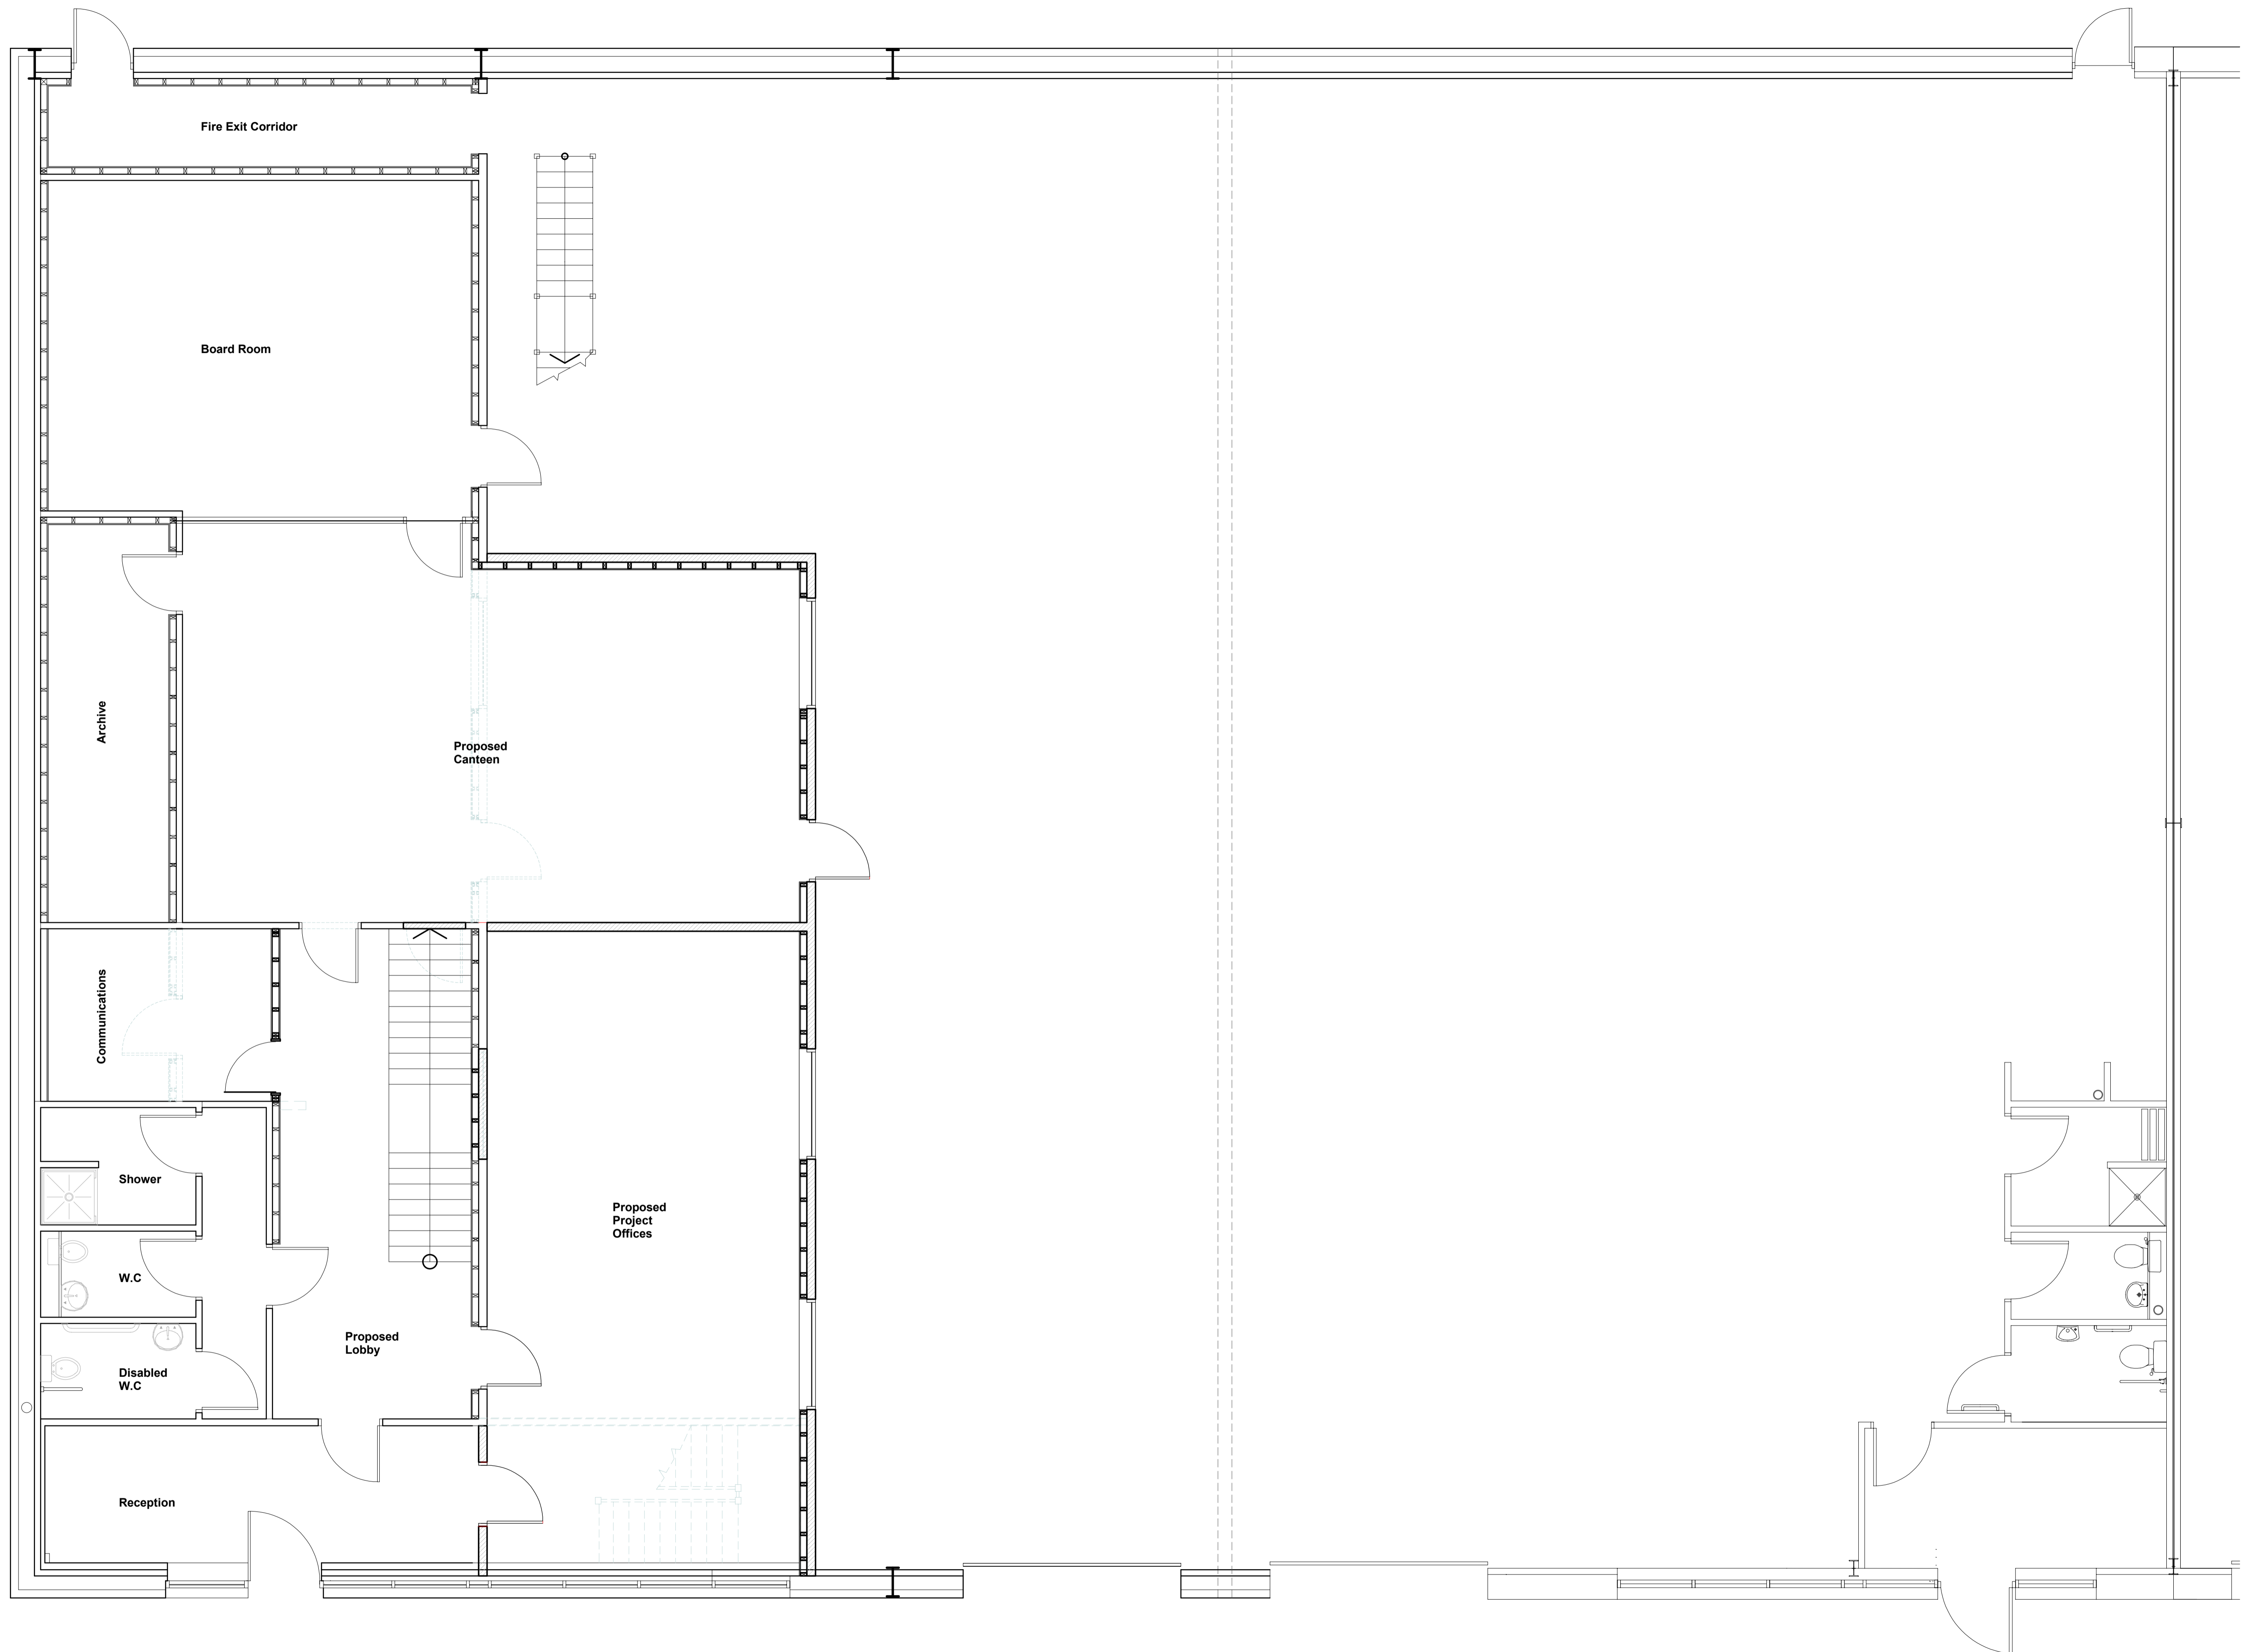 Fire Exit Corridor
Board Room
Archive
Proposed
Canteen
Communications
Shower
Proposed
Project
Offices
W.C
Proposed
Lobby
Disabled
W.C
Reception